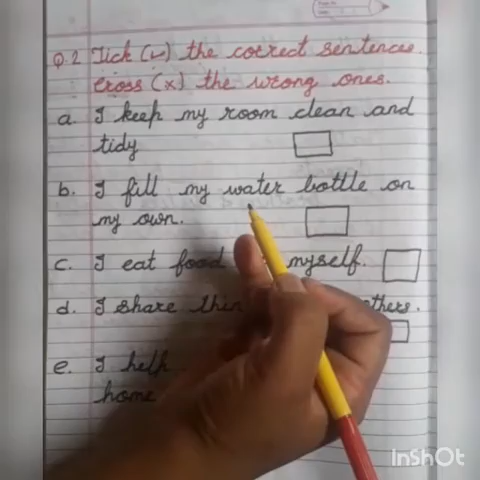 Q.2 Tick (✓) the correct sentences.
Cross (x) the wrong ones.
a. I keep my room clean and
tidy
b. I fill my water bottle on
my own.
c. I eat food myself.
d. I share
e. I help
home
InShOt